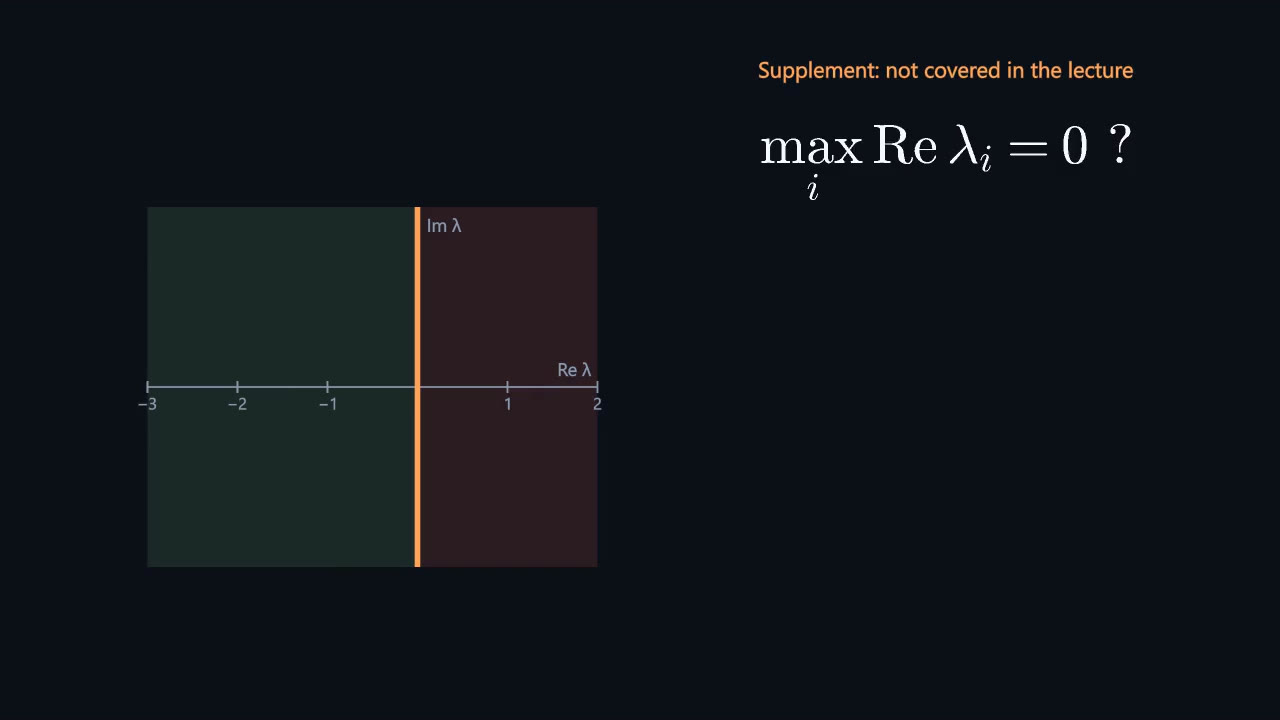 Supplement: not covered in the lecture
max Re λ_i = 0 ?
i
Im λ
Re λ
−3 −2 −1 1 2